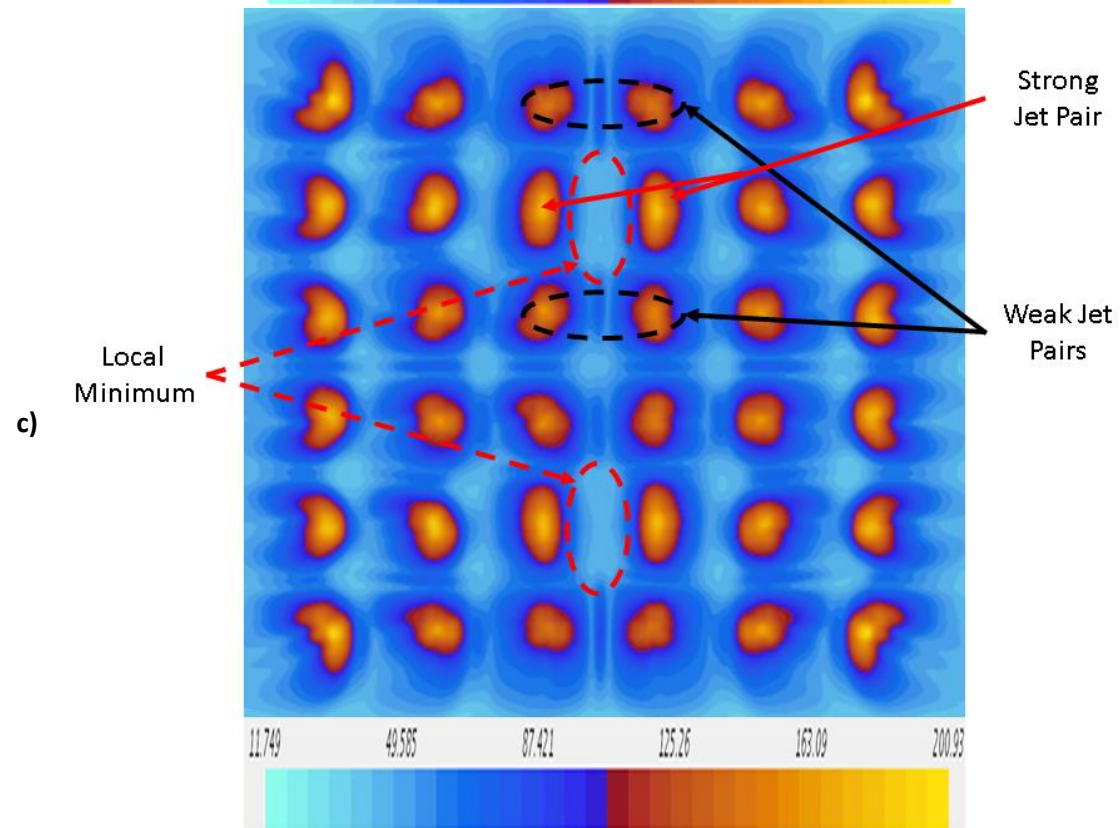 Strong
Jet Pair
Weak Jet
Pairs
Local
Minimum
c)
11.749 49.585 87.421 125.26 163.09 200.93